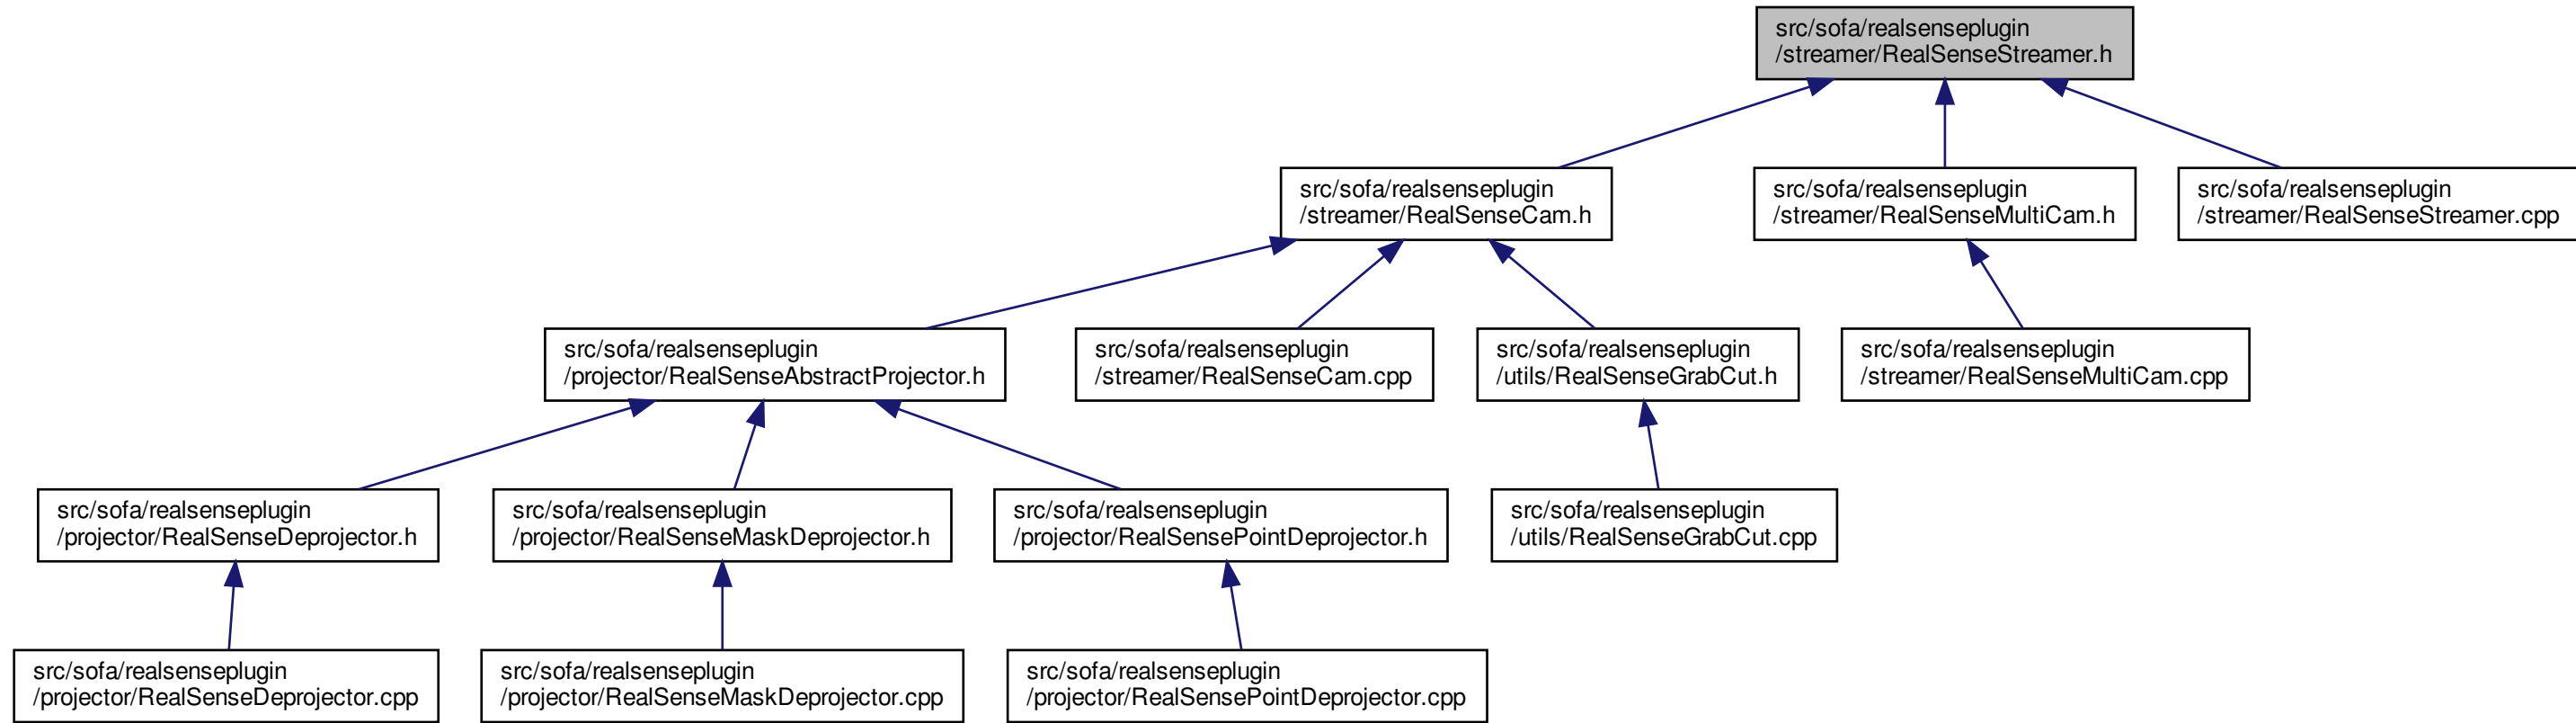 src/sofa/realsenseplugin
/streamer/RealSenseStreamer.h
src/sofa/realsenseplugin
/streamer/RealSenseCam.h
src/sofa/realsenseplugin
/streamer/RealSenseMultiCam.h
src/sofa/realsenseplugin
/streamer/RealSenseStreamer.cpp
src/sofa/realsenseplugin
/projector/RealSenseAbstractProjector.h
src/sofa/realsenseplugin
/streamer/RealSenseCam.cpp
src/sofa/realsenseplugin
/utils/RealSenseGrabCut.h
src/sofa/realsenseplugin
/streamer/RealSenseMultiCam.cpp
src/sofa/realsenseplugin
/projector/RealSenseDeprojector.h
src/sofa/realsenseplugin
/projector/RealSenseMaskDeprojector.h
src/sofa/realsenseplugin
/projector/RealSensePointDeprojector.h
src/sofa/realsenseplugin
/utils/RealSenseGrabCut.cpp
src/sofa/realsenseplugin
/projector/RealSenseDeprojector.cpp
src/sofa/realsenseplugin
/projector/RealSenseMaskDeprojector.cpp
src/sofa/realsenseplugin
/projector/RealSensePointDeprojector.cpp